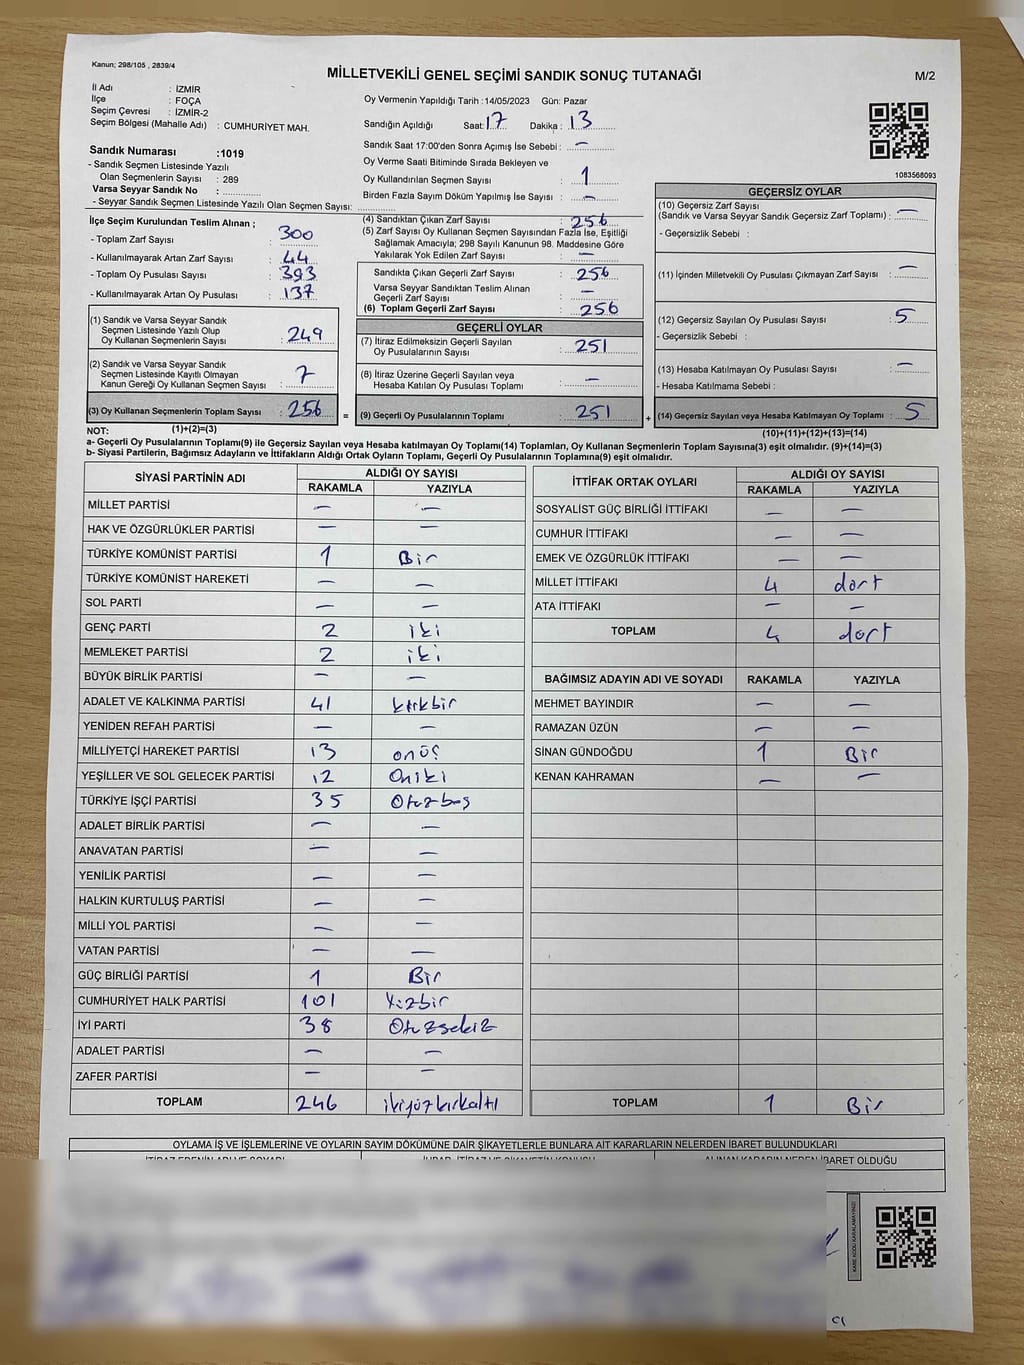 Kanun; 298/105 , 2839/4
MİLLETVEKİLİ GENEL SEÇİMİ SANDIK SONUÇ TUTANAĞI
M/2
İl Adı : İZMİR
İlçe : FOÇA
Seçim Çevresi : İZMİR-2
Seçim Bölgesi (Mahalle Adı) : CUMHURİYET MAH.
Sandık Numarası :1019
- Sandık Seçmen Listesinde Yazılı
Olan Seçmenlerin Sayısı : 289
Varsa Seyyar Sandık No :
- Seyyar Sandık Seçmen Listesinde Yazılı Olan Seçmen Sayısı:
Oy Vermenin Yapıldığı Tarih :14/05/2023 Gün: Pazar
Sandığın Açıldığı Saat: 17 Dakika : 13
Sandık Saat 17:00'den Sonra Açımış İse Sebebi : —
Oy Verme Saati Bitiminde Sırada Bekleyen ve
Oy Kullandırılan Seçmen Sayısı : 1
Birden Fazla Sayım Döküm Yapılmış İse Sayısı : —
1083568093
İlçe Seçim Kurulundan Teslim Alınan ;
- Toplam Zarf Sayısı : 300
- Kullanılmayarak Artan Zarf Sayısı : 44
- Toplam Oy Pusulası Sayısı : 393
- Kullanılmayarak Artan Oy Pusulası : 137
(1) Sandık ve Varsa Seyyar Sandık
Seçmen Listesinde Yazılı Olup
Oy Kullanan Seçmenlerin Sayısı : 249
(2) Sandık ve Varsa Seyyar Sandık
Seçmen Listesinde Kayıtlı Olmayan
Kanun Gereği Oy Kullanan Seçmen Sayısı : 7
(3) Oy Kullanan Seçmenlerin Toplam Sayısı : 256 =
(4) Sandıktan Çıkan Zarf Sayısı : 256
(5) Zarf Sayısı Oy Kullanan Seçmen Sayısından Fazla İse, Eşitliği
Sağlamak Amacıyla; 298 Sayılı Kanunun 98. Maddesine Göre
Yakılarak Yok Edilen Zarf Sayısı : —
Sandıkta Çıkan Geçerli Zarf Sayısı : 256
Varsa Seyyar Sandıktan Teslim Alınan
Geçerli Zarf Sayısı : —
(6) Toplam Geçerli Zarf Sayısı : 256
GEÇERLİ OYLAR
(7) İtiraz Edilmeksizin Geçerli Sayılan
Oy Pusulalarının Sayısı : 251
(8) İtiraz Üzerine Geçerli Sayılan veya
Hesaba Katılan Oy Pusulası Toplamı : —
(9) Geçerli Oy Pusulalarının Toplamı : 251 +
GEÇERSİZ OYLAR
(10) Geçersiz Zarf Sayısı
(Sandık ve Varsa Seyyar Sandık Geçersiz Zarf Toplamı) : —
- Geçersizlik Sebebi :
(11) İçinden Milletvekili Oy Pusulası Çıkmayan Zarf Sayısı : —
(12) Geçersiz Sayılan Oy Pusulası Sayısı : 5
- Geçersizlik Sebebi :
(13) Hesaba Katılmayan Oy Pusulası Sayısı : —
- Hesaba Katılmama Sebebi :
(14) Geçersiz Sayılan veya Hesaba Katılmayan Oy Toplamı : 5
NOT: (1)+(2)=(3)
(10)+(11)+(12)+(13)=(14)
a- Geçerli Oy Pusulalarının Toplamı(9) ile Geçersiz Sayılan veya Hesaba katılmayan Oy Toplamı(14) Toplamları, Oy Kullanan Seçmenlerin Toplam Sayısına(3) eşit olmalıdır. (9)+(14)=(3)
b- Siyasi Partilerin, Bağımsız Adayların ve İttifakların Aldığı Ortak Oyların Toplamı, Geçerli Oy Pusulalarının Toplamına(9) eşit olmalıdır.
SİYASİ PARTİNİN ADI ALDIĞI OY SAYISI
RAKAMLA YAZIYLA
MİLLET PARTİSİ — —
HAK VE ÖZGÜRLÜKLER PARTİSİ — —
TÜRKİYE KOMÜNİST PARTİSİ 1 Bir
TÜRKİYE KOMÜNİST HAREKETİ — —
SOL PARTİ — —
GENÇ PARTİ 2 iki
MEMLEKET PARTİSİ 2 iki
BÜYÜK BİRLİK PARTİSİ — —
ADALET VE KALKINMA PARTİSİ 41 kırkbir
YENİDEN REFAH PARTİSİ — —
MİLLİYETÇİ HAREKET PARTİSİ 13 onüç
YEŞİLLER VE SOL GELECEK PARTİSİ 12 Oniki
TÜRKİYE İŞÇİ PARTİSİ 35 Otuzbeş
ADALET BİRLİK PARTİSİ — —
ANAVATAN PARTİSİ — —
YENİLİK PARTİSİ — —
HALKIN KURTULUŞ PARTİSİ — —
MİLLİ YOL PARTİSİ — —
VATAN PARTİSİ — —
GÜÇ BİRLİĞİ PARTİSİ 1 Bir
CUMHURİYET HALK PARTİSİ 101 Yüzbir
İYİ PARTİ 38 Otuzsekiz
ADALET PARTİSİ — —
ZAFER PARTİSİ — —
TOPLAM 246 ikiyüzkırkaltı
İTTİFAK ORTAK OYLARI ALDIĞI OY SAYISI
RAKAMLA YAZIYLA
SOSYALİST GÜÇ BİRLİĞİ İTTİFAKI — —
CUMHUR İTTİFAKI — —
EMEK VE ÖZGÜRLÜK İTTİFAKI — —
MİLLET İTTİFAKI 4 dört
ATA İTTİFAKI — —
TOPLAM 4 dört
BAĞIMSIZ ADAYIN ADI VE SOYADI RAKAMLA YAZIYLA
MEHMET BAYINDIR — —
RAMAZAN ÜZÜN — —
SİNAN GÜNDOĞDU 1 Bir
KENAN KAHRAMAN — —
TOPLAM 1 Bir
OYLAMA İŞ VE İŞLEMLERİNE VE OYLARIN SAYIM DÖKÜMÜNE DAİR ŞİKAYETLERLE BUNLARA AİT KARARLARIN NELERDEN İBARET BULUNDUKLARI
İTİRAZ EDENİN ADI VE SOYADI İHBAR, İTİRAZ VE ŞİKAYETİN KONUSU ALINAN KARARIN NEDEN İBARET OLDUĞU